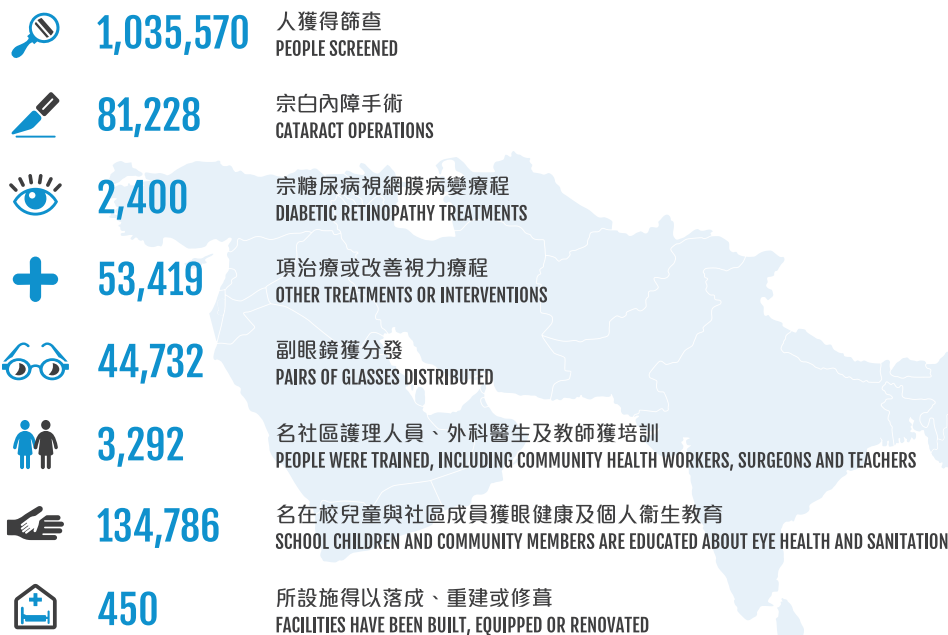 1,035,570 人獲得篩查
PEOPLE SCREENED
81,228 宗白內障手術
CATARACT OPERATIONS
2,400 宗糖尿病視網膜病變療程
DIABETIC RETINOPATHY TREATMENTS
53,419 項治療或改善視力療程
OTHER TREATMENTS OR INTERVENTIONS
44,732 副眼鏡獲分發
PAIRS OF GLASSES DISTRIBUTED
3,292 名社區護理人員、外科醫生及教師獲培訓
PEOPLE WERE TRAINED, INCLUDING COMMUNITY HEALTH WORKERS, SURGEONS AND TEACHERS
134,786 名在校兒童與社區成員獲眼健康及個人衞生教育
SCHOOL CHILDREN AND COMMUNITY MEMBERS ARE EDUCATED ABOUT EYE HEALTH AND SANITATION
450 所設施得以落成、重建或修葺
FACILITIES HAVE BEEN BUILT, EQUIPPED OR RENOVATED